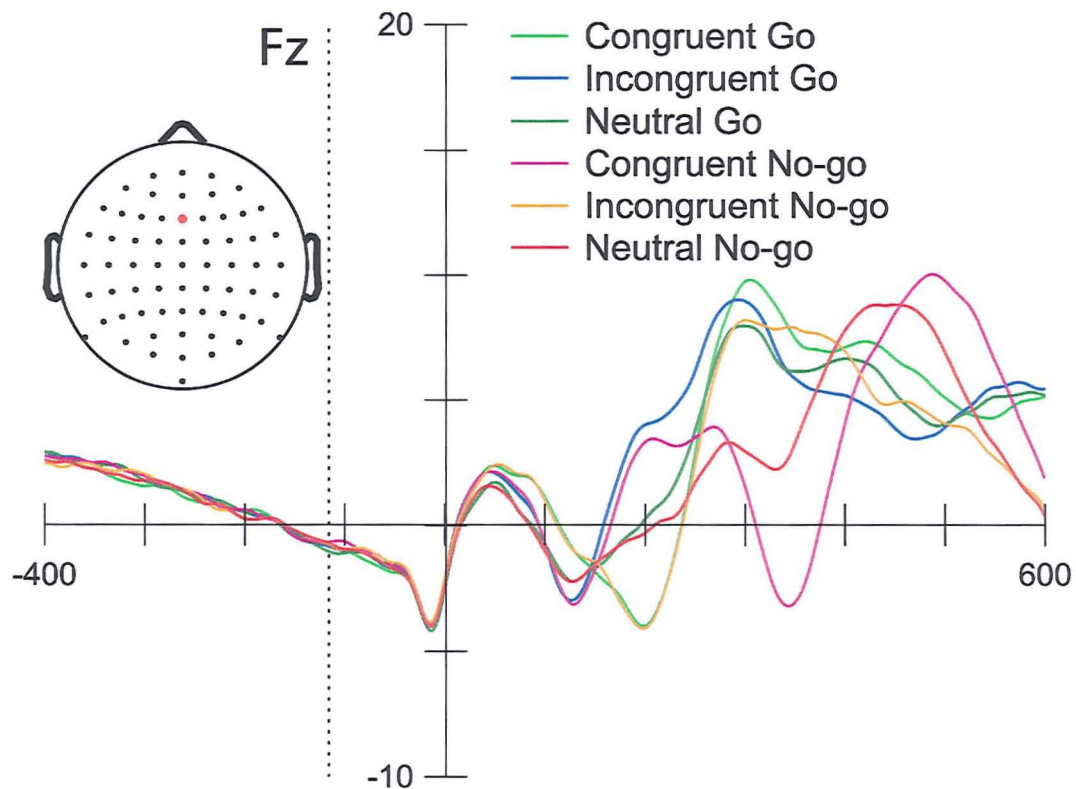 Fz
20
Congruent Go
Incongruent Go
Neutral Go
Congruent No-go
Incongruent No-go
Neutral No-go
-400
600
-10